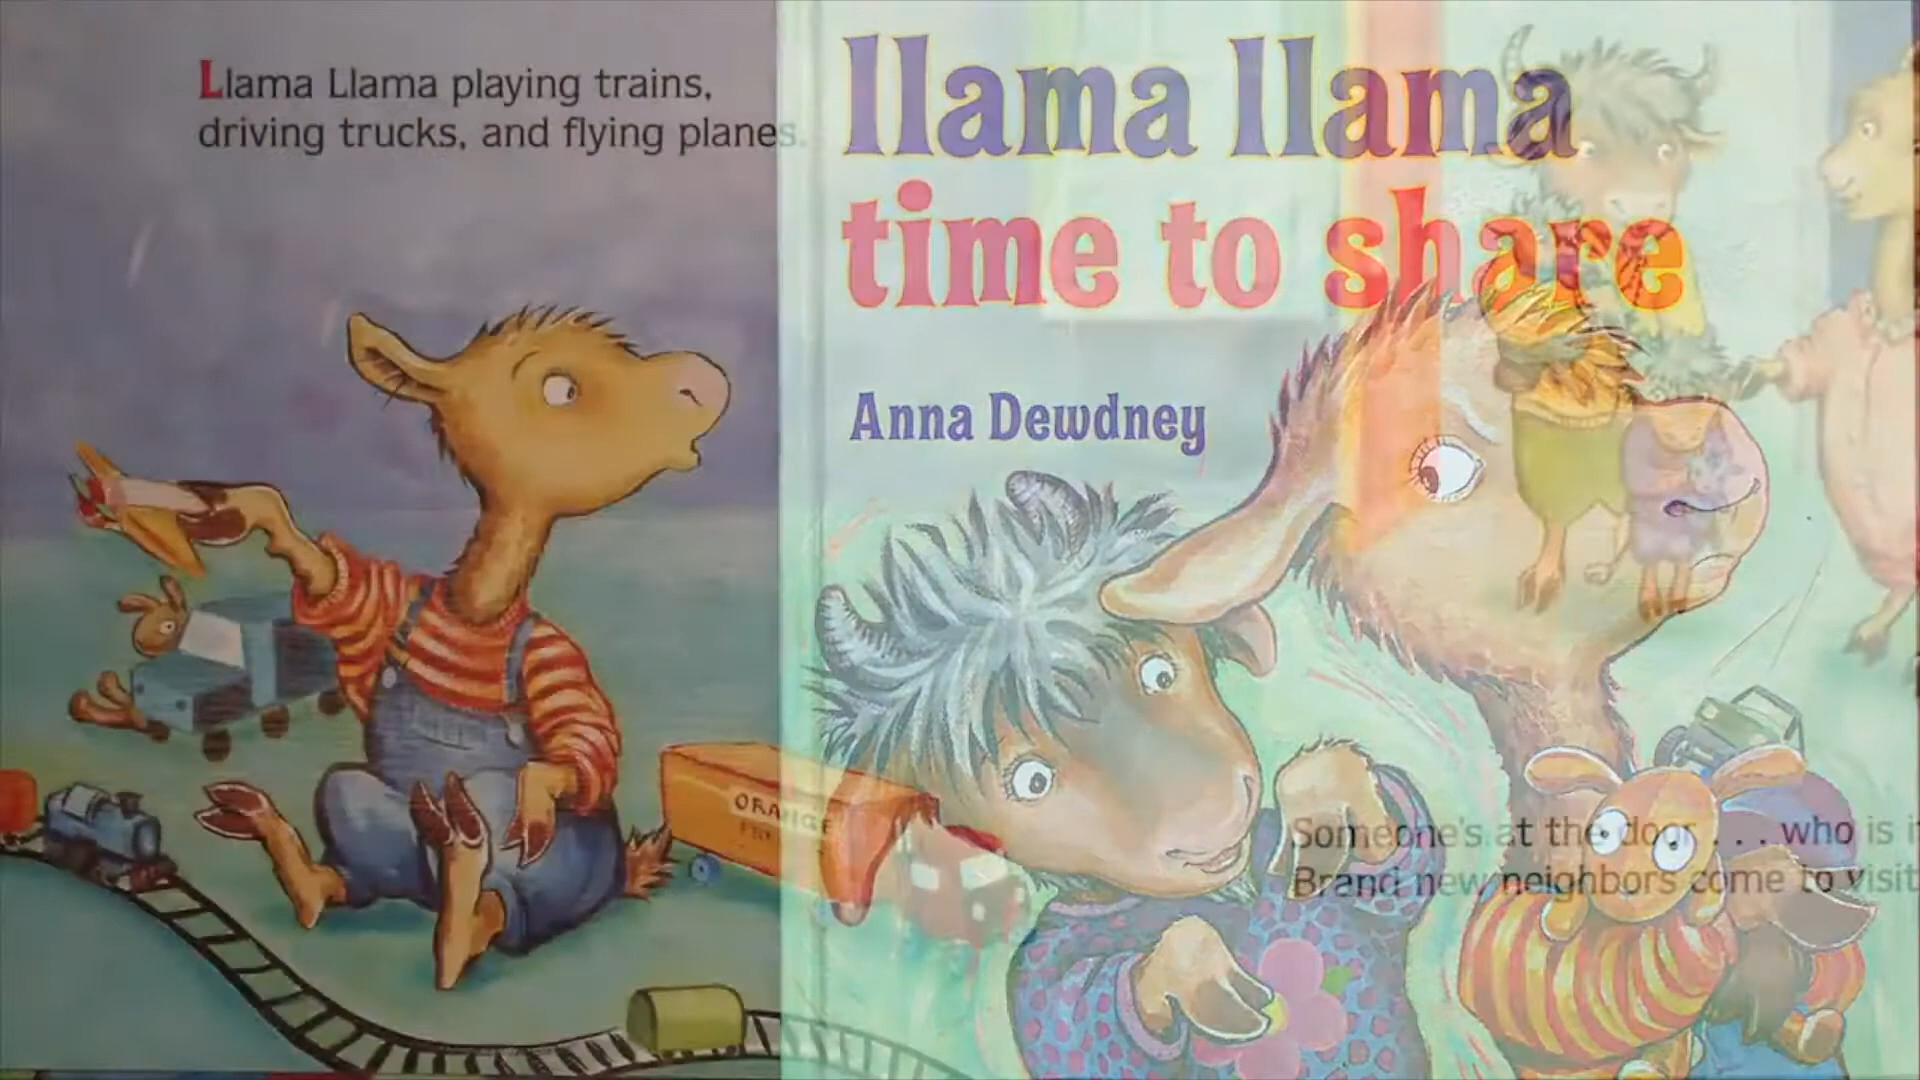 Llama Llama playing trains,
driving trucks, and flying planes.
llama llama
time to share
Anna Dewdney
ORANGE
Someone's at the door . . . who is
Brand new neighbors come to visit